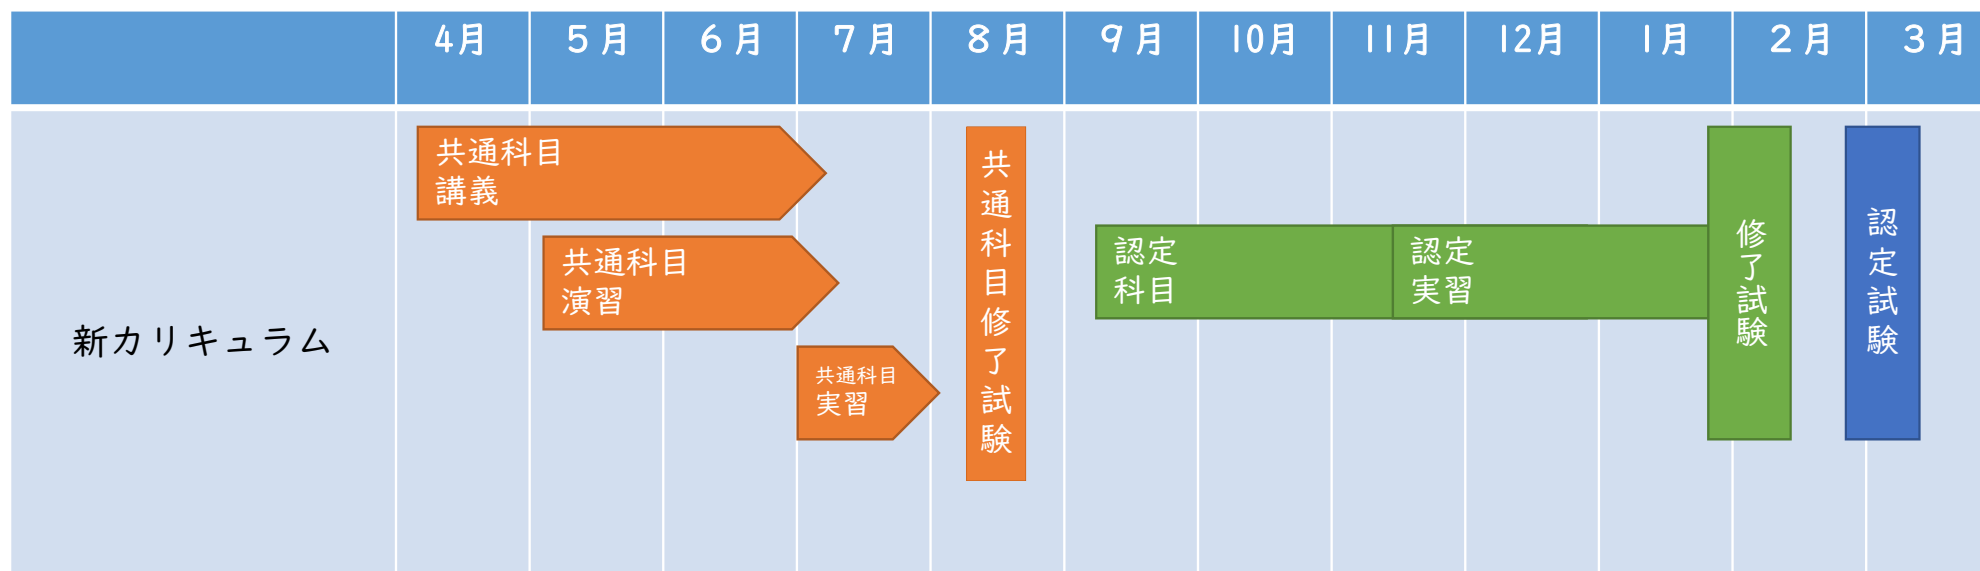 4月 5月 6月 7月 8月 9月 10月 11月 12月 1月 2月 3月
新カリキュラム
共通科目
講義
共通科目
演習
共通科目
実習
共通科目修了試験
認定
科目
認定
実習
修了試験
認定試験